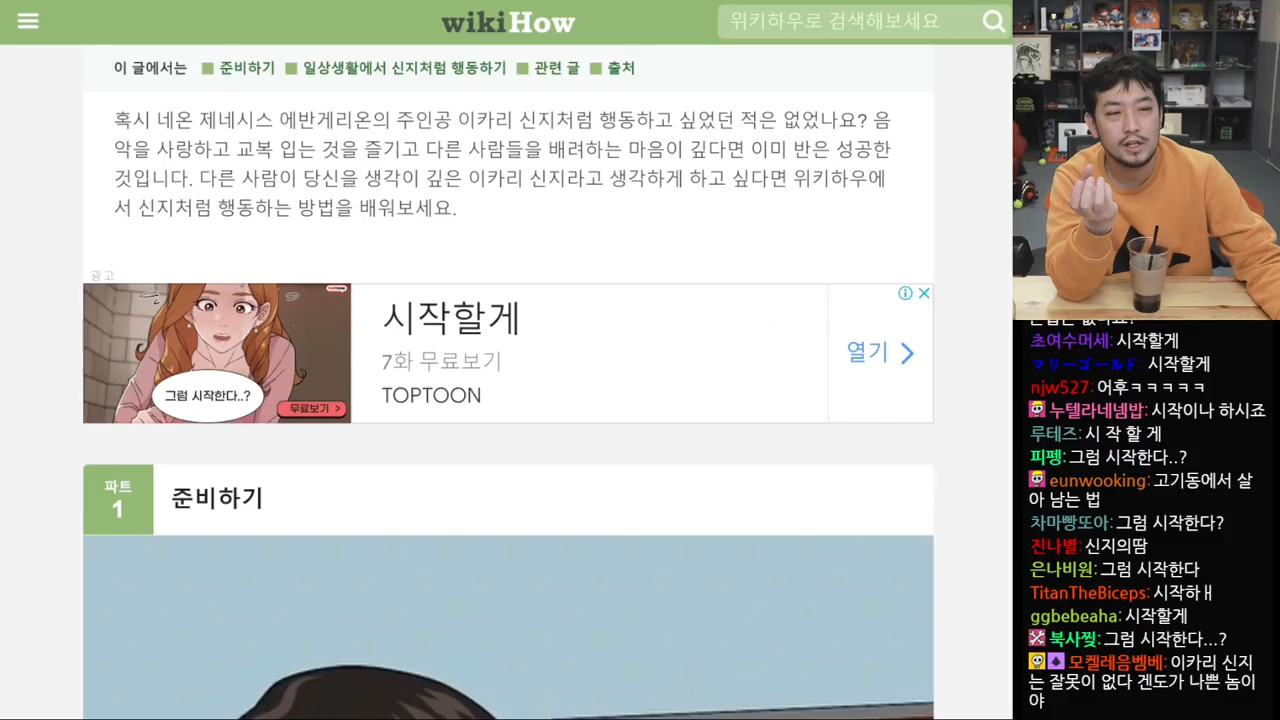 wikiHow
위키하우로 검색해보세요
이 글에서는 준비하기 일상생활에서 신지처럼 행동하기 관련 글 출처
혹시 네온 제네시스 에반게리온의 주인공 이카리 신지처럼 행동하고 싶었던 적은 없었나요? 음
악을 사랑하고 교복 입는 것을 즐기고 다른 사람들을 배려하는 마음이 깊다면 이미 반은 성공한
것입니다. 다른 사람이 당신을 생각이 깊은 이카리 신지라고 생각하게 하고 싶다면 위키하우에
서 신지처럼 행동하는 방법을 배워보세요.
광고
그럼 시작한다..?
무료보기 >
시작할게
7화 무료보기
TOPTOON
열기
파트
1
준비하기
초여수머세: 시작할게
マリーゴールド: 시작할게
njw527: 어후ㅋㅋㅋㅋㅋ
누텔라네넴밥: 시작이나 하시죠
루테즈: 시 작 할 게
피펭: 그럼 시작한다..?
eunwooking: 고기동에서 살
아 남는 법
차마빵또아: 그럼 시작한다?
진나별: 신지의땀
은나비원: 그럼 시작한다
TitanTheBiceps: 시작하ㅐ
ggbebeaha: 시작할게
북사찢: 그럼 시작한다...?
모켈레음벰베: 이카리 신지
는 잘못이 없다 겐도가 나쁜 놈이
야